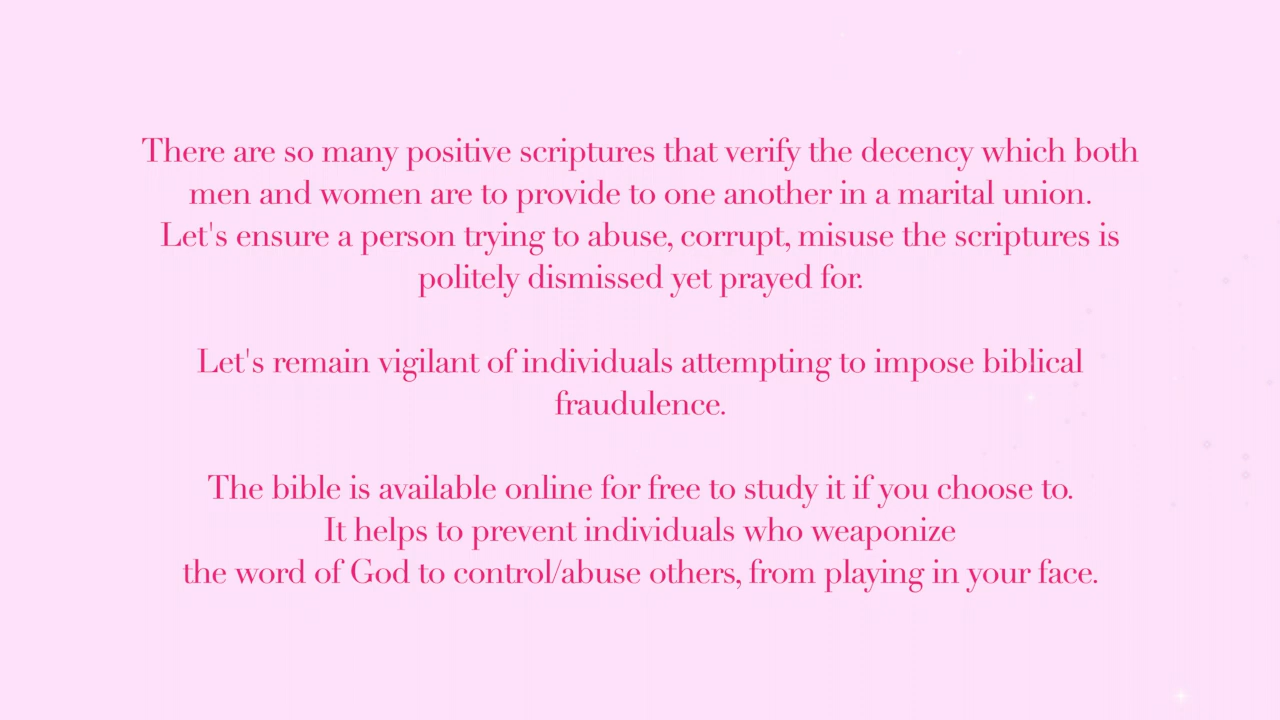 There are so many positive scriptures that verify the decency which both
men and women are to provide to one another in a marital union.
Let's ensure a person trying to abuse, corrupt, misuse the scriptures is
politely dismissed yet prayed for.
Let's remain vigilant of individuals attempting to impose biblical
fraudulence.
The bible is available online for free to study it if you choose to.
It helps to prevent individuals who weaponize
the word of God to control/abuse others, from playing in your face.